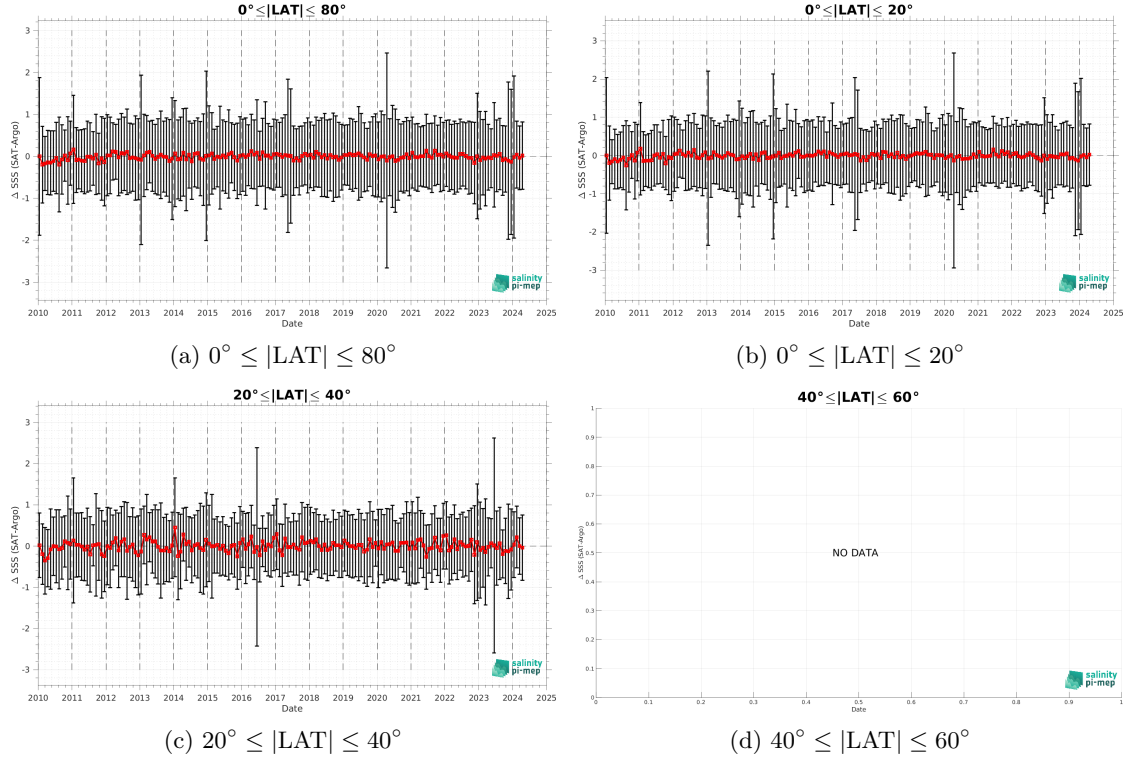 0°≤|LAT|≤ 80°
3
2
1
0
-1
-2
-3
Δ SSS (SAT-Argo)
2010 2011 2012 2013 2014 2015 2016 2017 2018 2019 2020 2021 2022 2023 2024 2025
Date
salinity
pi-mep
(a) 0° ≤ |LAT| ≤ 80°
0°≤|LAT|≤ 20°
3
2
1
0
-1
-2
-3
Δ SSS (SAT-Argo)
2010 2011 2012 2013 2014 2015 2016 2017 2018 2019 2020 2021 2022 2023 2024 2025
Date
salinity
pi-mep
(b) 0° ≤ |LAT| ≤ 20°
20°≤|LAT|≤ 40°
3
2
1
0
-1
-2
-3
Δ SSS (SAT-Argo)
2010 2011 2012 2013 2014 2015 2016 2017 2018 2019 2020 2021 2022 2023 2024 2025
Date
salinity
pi-mep
(c) 20° ≤ |LAT| ≤ 40°
40°≤|LAT|≤ 60°
1
0.9
0.8
0.7
0.6
0.5
0.4
0.3
0.2
0.1
0
Δ SSS (SAT-Argo)
NO DATA
0 0.1 0.2 0.3 0.4 0.5 0.6 0.7 0.8 0.9 1
Date
salinity
pi-mep
(d) 40° ≤ |LAT| ≤ 60°